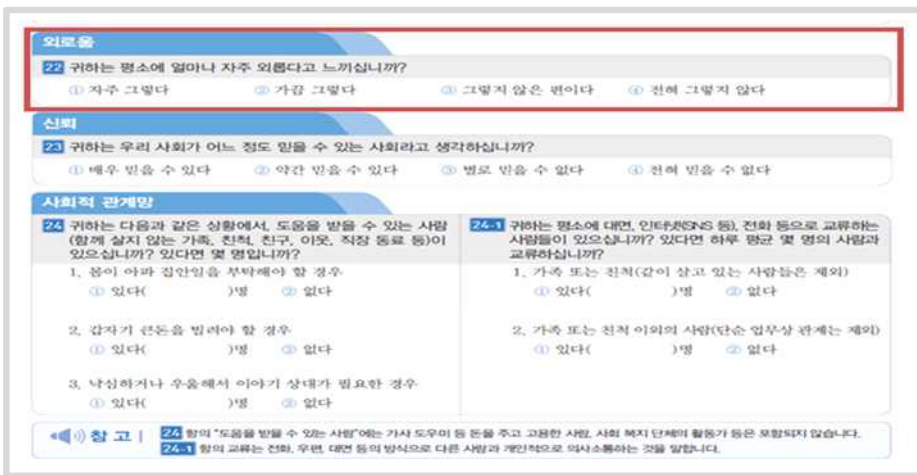 외로움
22 귀하는 평소에 얼마나 자주 외롭다고 느끼십니까?
① 자주 그렇다 ② 가끔 그렇다 ③ 그렇지 않은 편이다 ④ 전혀 그렇지 않다
신뢰
23 귀하는 우리 사회가 어느 정도 믿을 수 있는 사회라고 생각하십니까?
① 매우 믿을 수 있다 ② 약간 믿을 수 있다 ③ 별로 믿을 수 없다 ④ 전혀 믿을 수 없다
사회적 관계망
24 귀하는 다음과 같은 상황에서, 도움을 받을 수 있는 사람
(함께 살지 않는 가족, 친척, 친구, 이웃, 직장 동료 등)이
있으십니까? 있다면 몇 명입니까?
1. 몸이 아파 집안일을 부탁해야 할 경우
① 있다( )명 ② 없다
2. 갑자기 큰돈을 빌려야 할 경우
① 있다( )명 ② 없다
3. 낙심하거나 우울해서 이야기 상대가 필요한 경우
① 있다( )명 ② 없다
24-1 귀하는 평소에 대면, 인터넷(SNS 등), 전화 등으로 교류하는
사람들이 있으십니까? 있다면 하루 평균 몇 명의 사람과
교류하십니까?
1. 가족 또는 친척(같이 살고 있는 사람들은 제외)
① 있다( )명 ② 없다
2. 가족 또는 친척 이외의 사람(단순 업무상 관계는 제외)
① 있다( )명 ② 없다
참고 | 24 항의 "도움을 받을 수 있는 사람"에는 가사 도우미 등 돈을 주고 고용한 사람, 사회 복지 단체의 활동가 등은 포함되지 않습니다.
24-1 항의 교류는 전화, 우편, 대면 등의 방식으로 다른 사람과 개인적으로 의사소통하는 것을 말합니다.